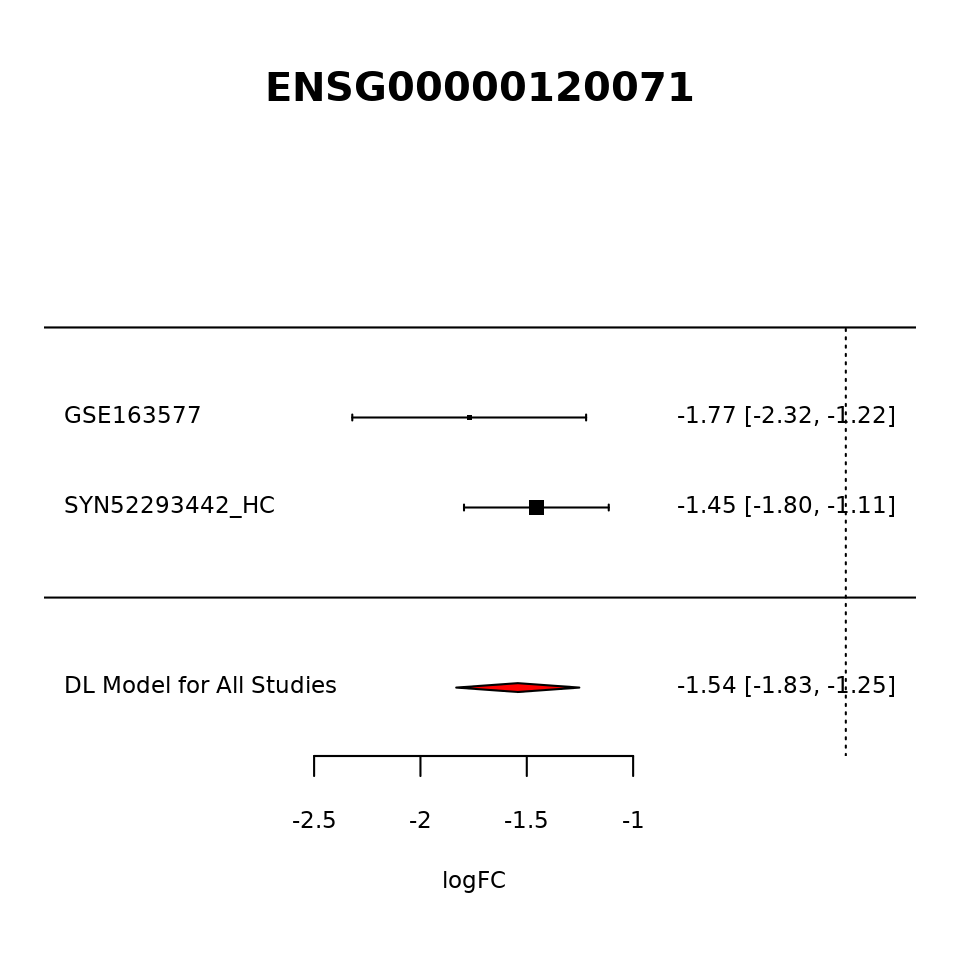 ENSG00000120071
GSE163577 -1.77 [-2.32, -1.22]
SYN52293442_HC -1.45 [-1.80, -1.11]
DL Model for All Studies -1.54 [-1.83, -1.25]
-2.5 -2 -1.5 -1
logFC